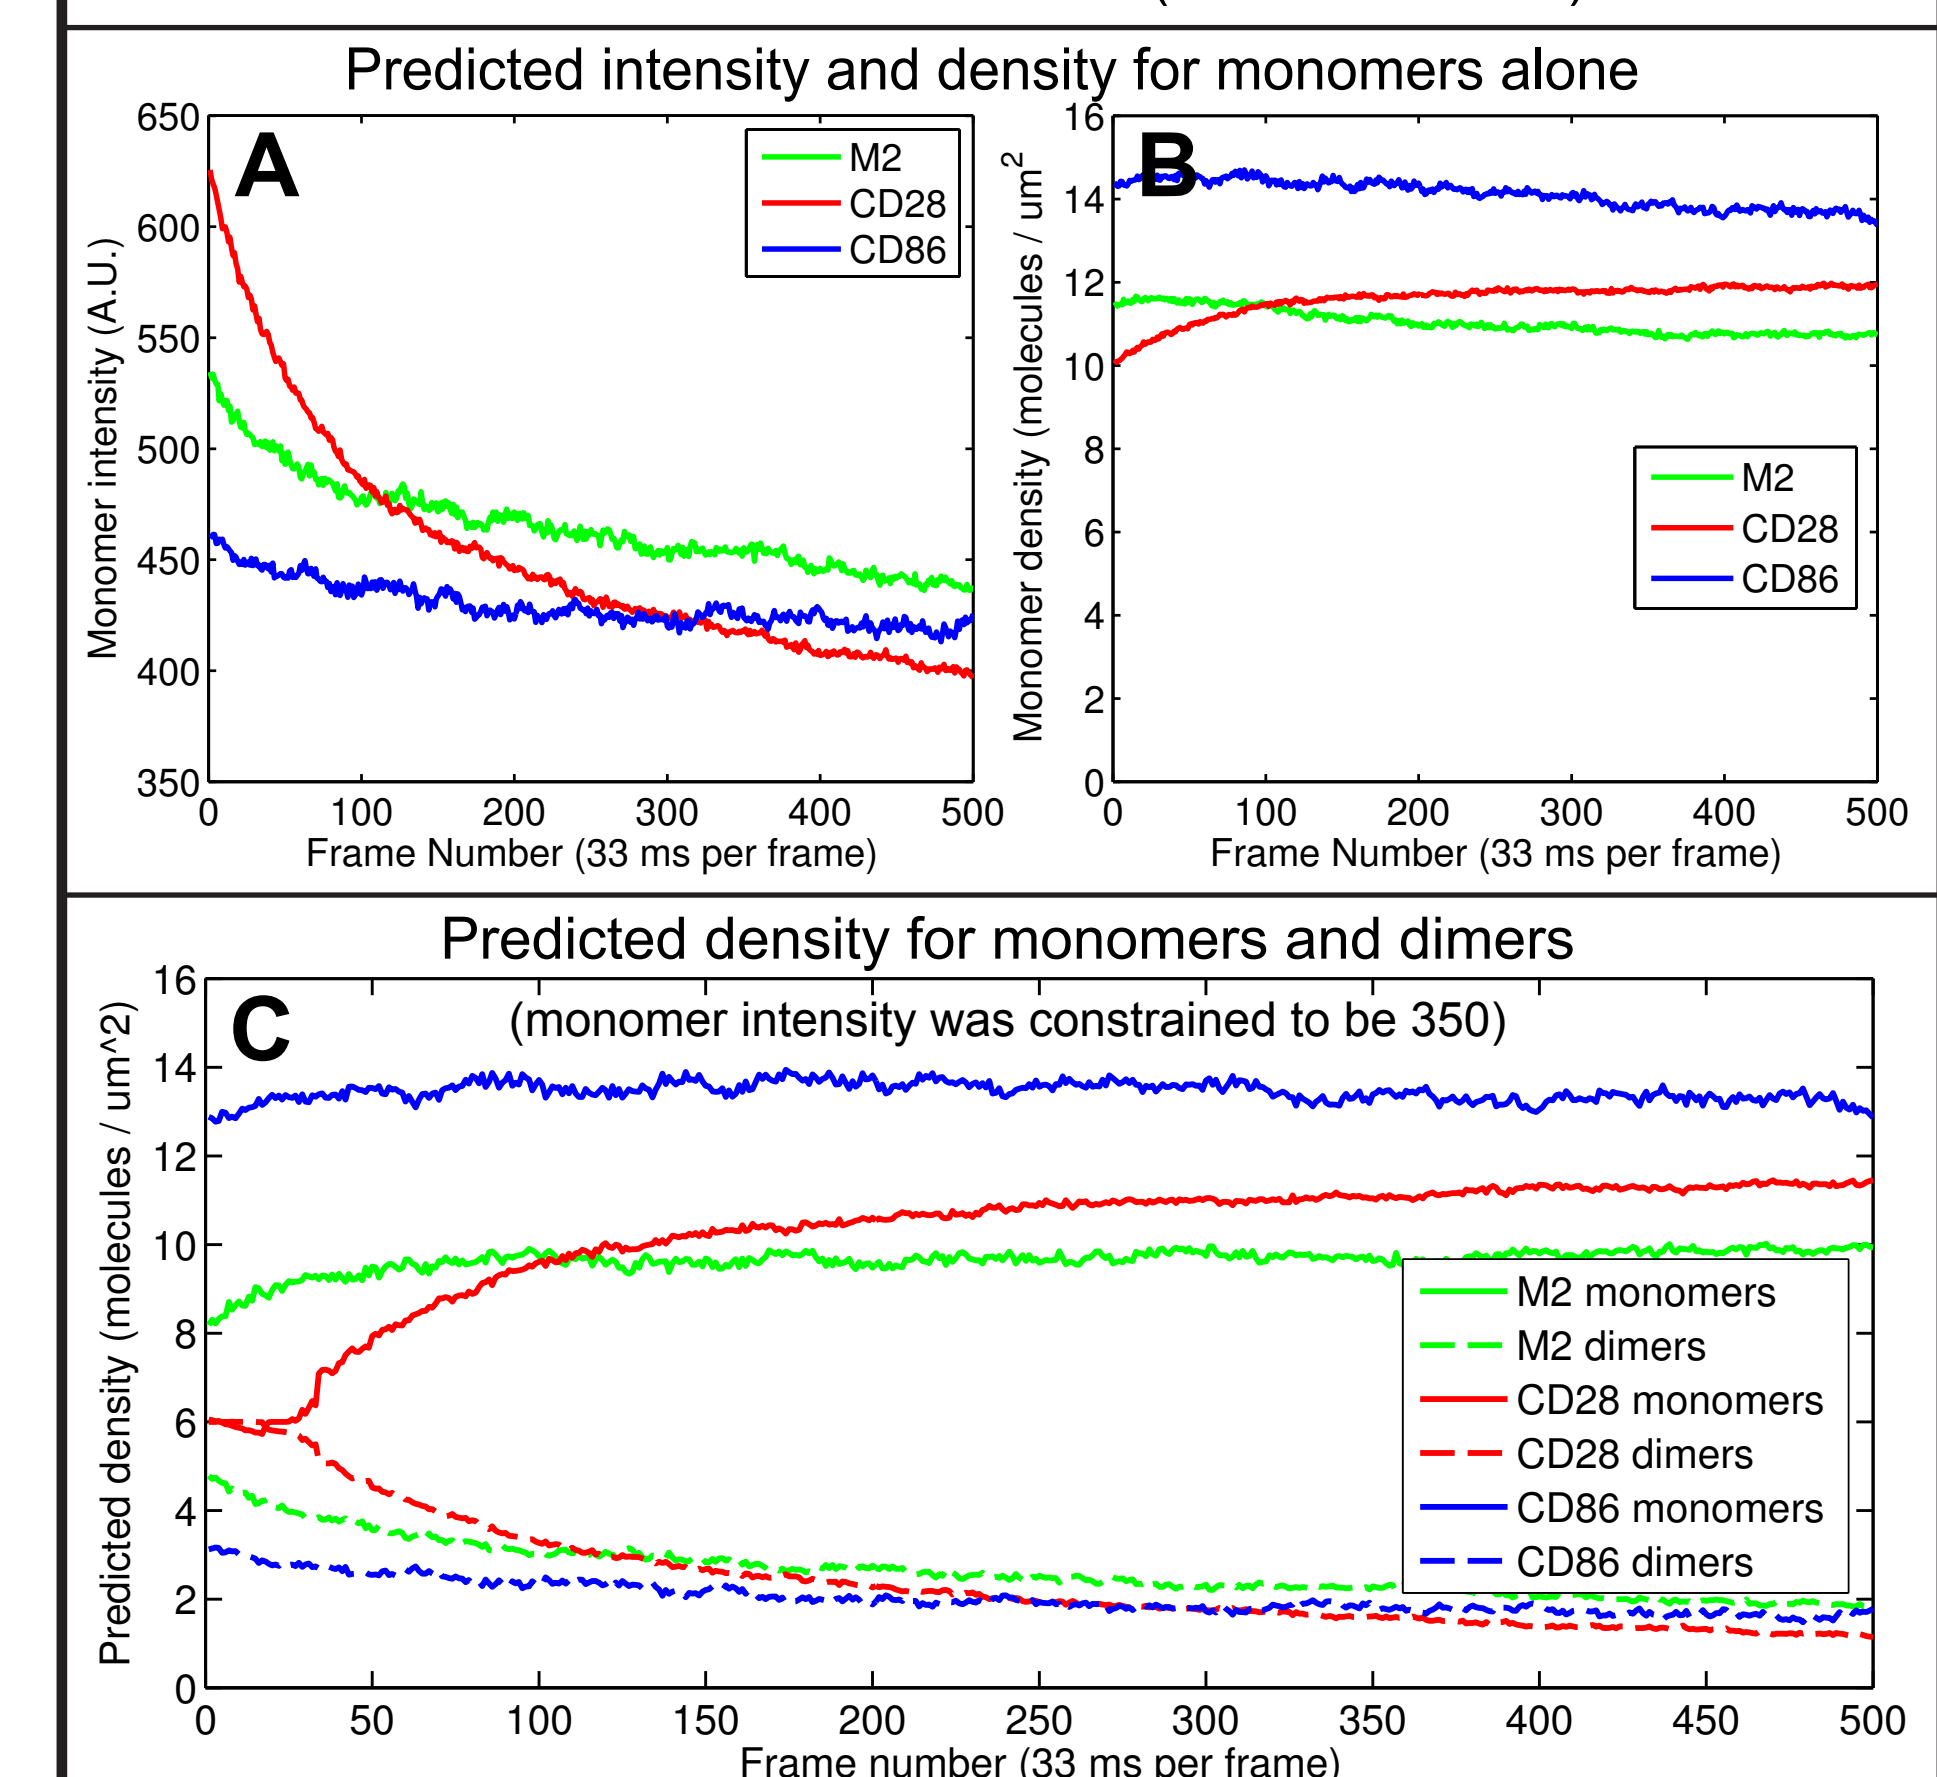 Predicted intensity and density for monomers alone
A
650
600
550
500
450
400
350
0 100 200 300 400 500
Monomer intensity (A.U.)
Frame Number (33 ms per frame)
M2
CD28
CD86
B
16
14
12
10
8
6
4
2
0
0 100 200 300 400 500
Monomer density (molecules / um2
Frame Number (33 ms per frame)
M2
CD28
CD86
Predicted density for monomers and dimers
(monomer intensity was constrained to be 350)
C
16
14
12
10
8
6
4
2
0
0 50 100 150 200 250 300 350 400 450 500
Predicted density (molecules / um^2)
Frame number (33 ms per frame)
M2 monomers
M2 dimers
CD28 monomers
CD28 dimers
CD86 monomers
CD86 dimers